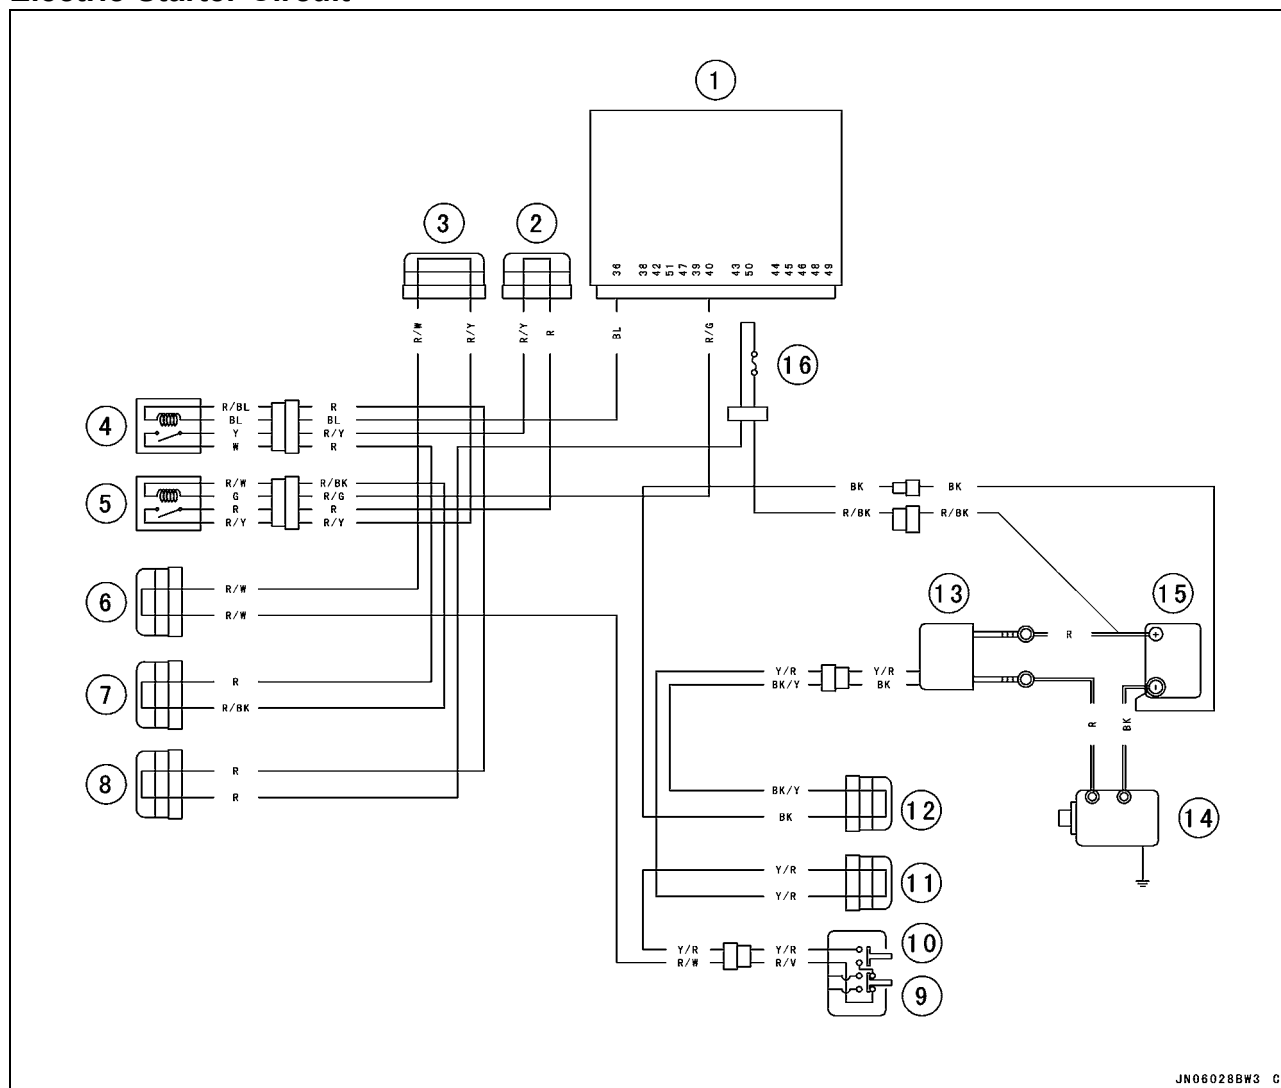 Electric Starter Circuit
1
3
2
36 38 42 51 47 39 40 43 50 44 45 46 48 49
R/W R/Y R/Y R BL R/G
16
4
R/BL R
BL BL
Y R/Y
W R
5
R/W R/BK
G R/G
R R
R/Y R/Y
BK BK
R/BK R/BK
6
R/W
R/W
13
15
R
+
-
7
R
R/BK
Y/R Y/R
BK/Y BK
R BK
8
R
R
BK/Y
BK
12
14
Y/R
Y/R
11
Y/R Y/R
R/W R/V
10
9
JN06028BW3 C